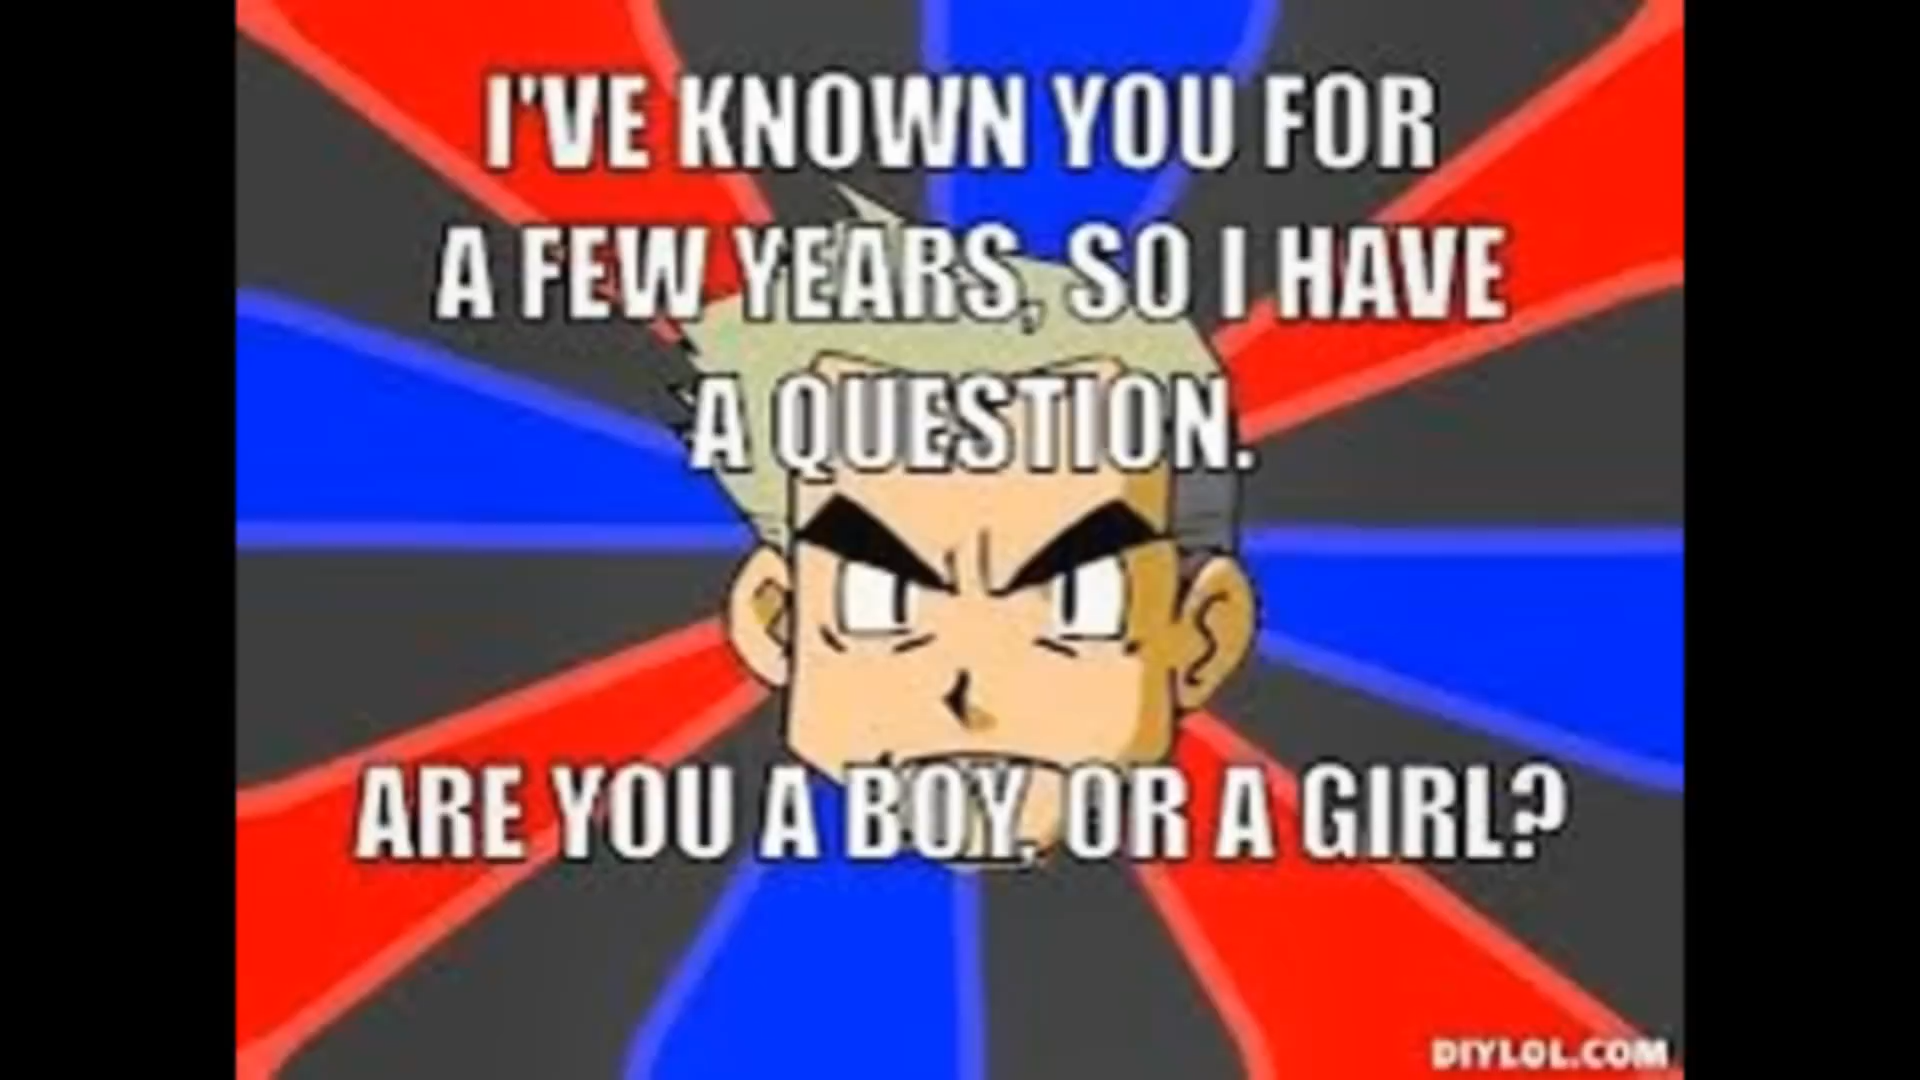 I'VE KNOWN YOU FOR
A FEW YEARS, SO I HAVE
A QUESTION.
ARE YOU A BOY, OR A GIRL?
DIYLOL.COM